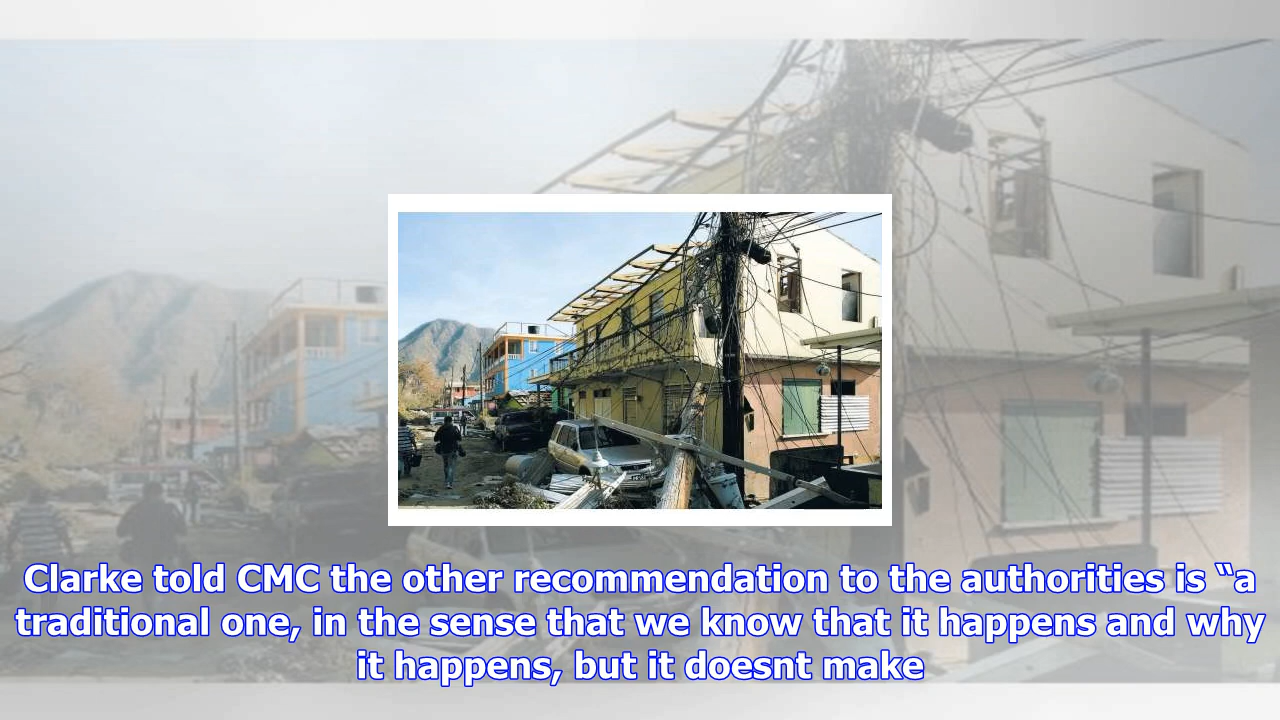 Clarke told CMC the other recommendation to the authorities is “a
traditional one, in the sense that we know that it happens and why
it happens, but it doesnt make